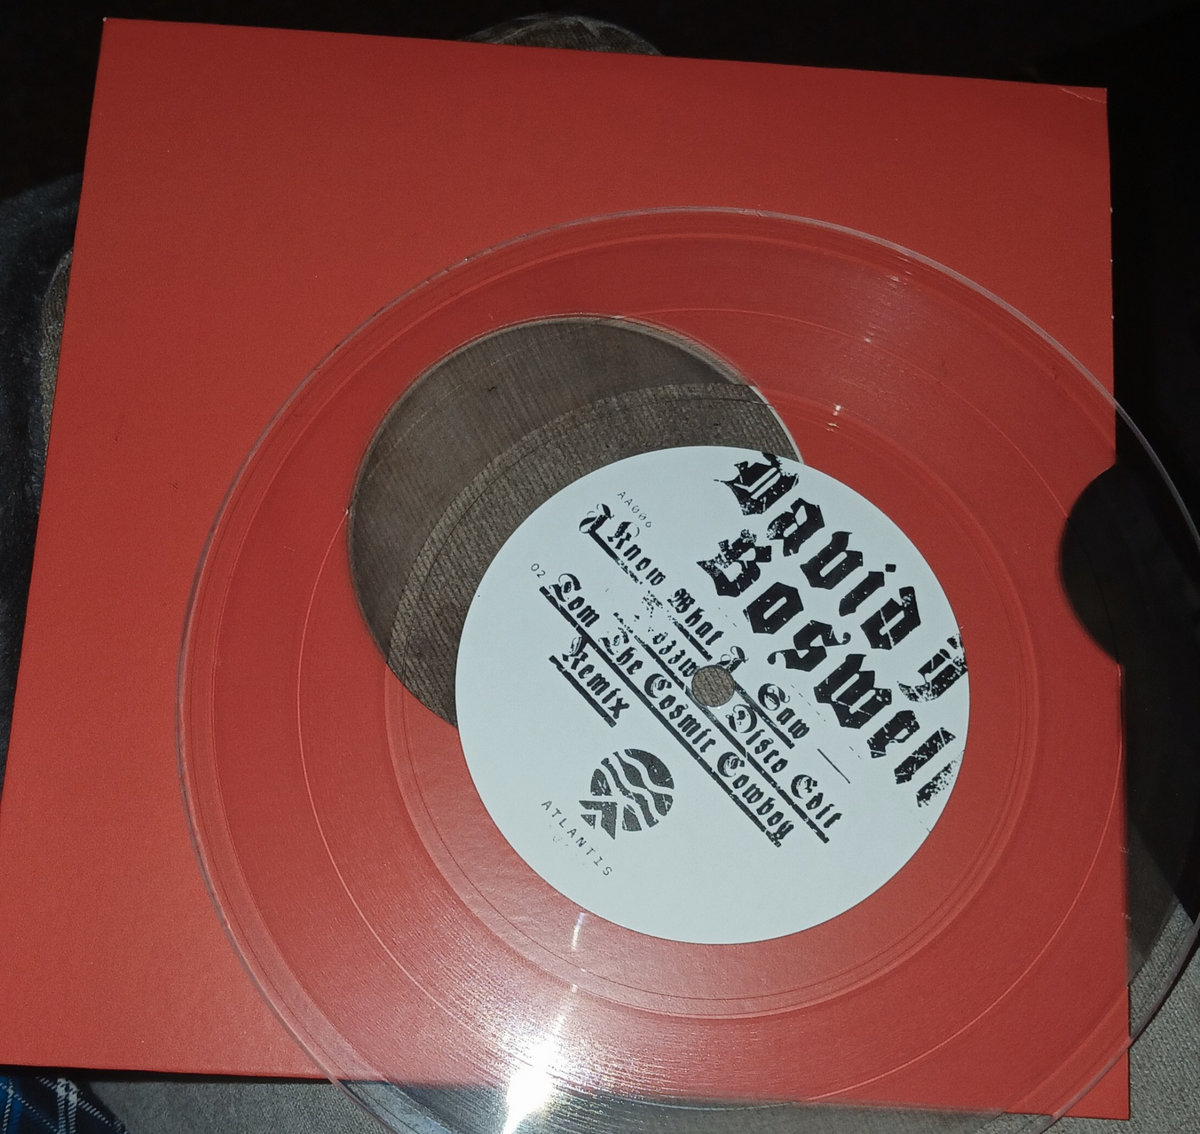 David J
Boswell
AA006
I Know What I Saw
Disco Edit
02
Tom The Cosmic Cowboy
Remix
ATLANTIS